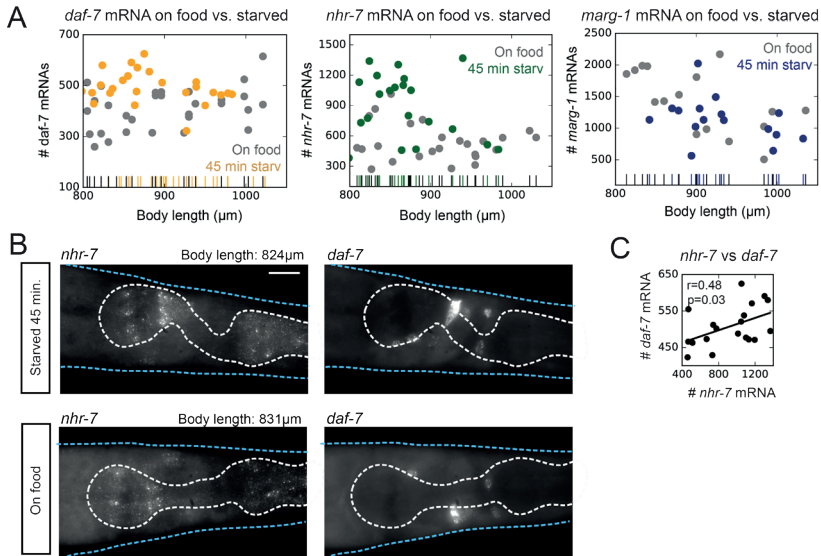 A
daf-7 mRNA on food vs. starved
# daf-7 mRNAs
700
500
300
100
On food
45 min starv
800
900
1000
Body length (µm)
nhr-7 mRNA on food vs. starved
# nhr-7 mRNAs
1500
1200
900
600
300
On food
45 min starv
800
900
1000
Body length (µm)
marg-1 mRNA on food vs. starved
# marg-1 mRNAs
2500
2000
1500
1000
500
On food
45 min starv
800
900
1000
Body length (µm)
B
Starved 45 min.
nhr-7
Body length: 824µm
daf-7
On food
nhr-7
Body length: 831µm
daf-7
C
nhr-7 vs daf-7
# daf-7 mRNA
650
550
450
r=0.48
p=0.03
400
800
1200
# nhr-7 mRNA